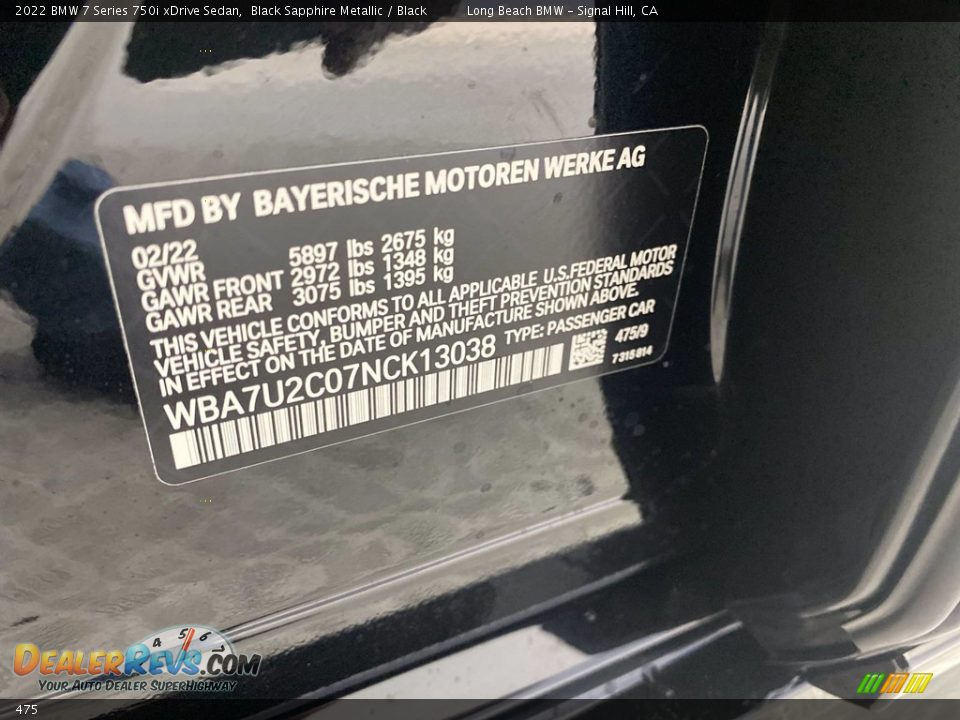 2022 BMW 7 Series 750i xDrive Sedan, Black Sapphire Metallic / Black Long Beach BMW - Signal Hill, CA
MFD BY BAYERISCHE MOTOREN WERKE AG
02/22
GVWR 5897 lbs 2675 kg
GAWR FRONT 2972 lbs 1348 kg
GAWR REAR 3075 lbs 1395 kg
THIS VEHICLE CONFORMS TO ALL APPLICABLE U.S.FEDERAL MOTOR
VEHICLE SAFETY, BUMPER AND THEFT PREVENTION STANDARDS
IN EFFECT ON THE DATE OF MANUFACTURE SHOWN ABOVE.
WBA7U2C07NCK13038 TYPE: PASSENGER CAR
475/9
7315814
4 5 6 7
DEALERREVS.COM
YOUR AUTO DEALER SUPERHIGHWAY
475